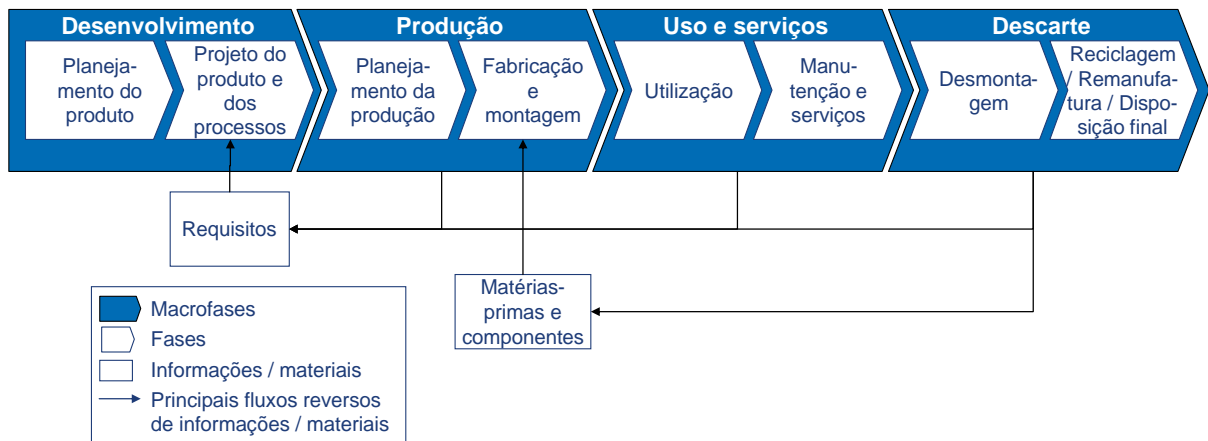 Desenvolvimento
Planeja-
mento do
produto
Projeto do
produto e
dos
processos
Produção
Planeja-
mento da
produção
Fabricação
e
montagem
Uso e serviços
Utilização
Manu-
tenção e
serviços
Descarte
Desmonta-
gem
Reciclagem
/ Remanufa-
tura / Dispo-
sição final
Requisitos
Matérias-
primas e
componentes
Macrofases
Fases
Informações / materiais
Principais fluxos reversos
de informações / materiais